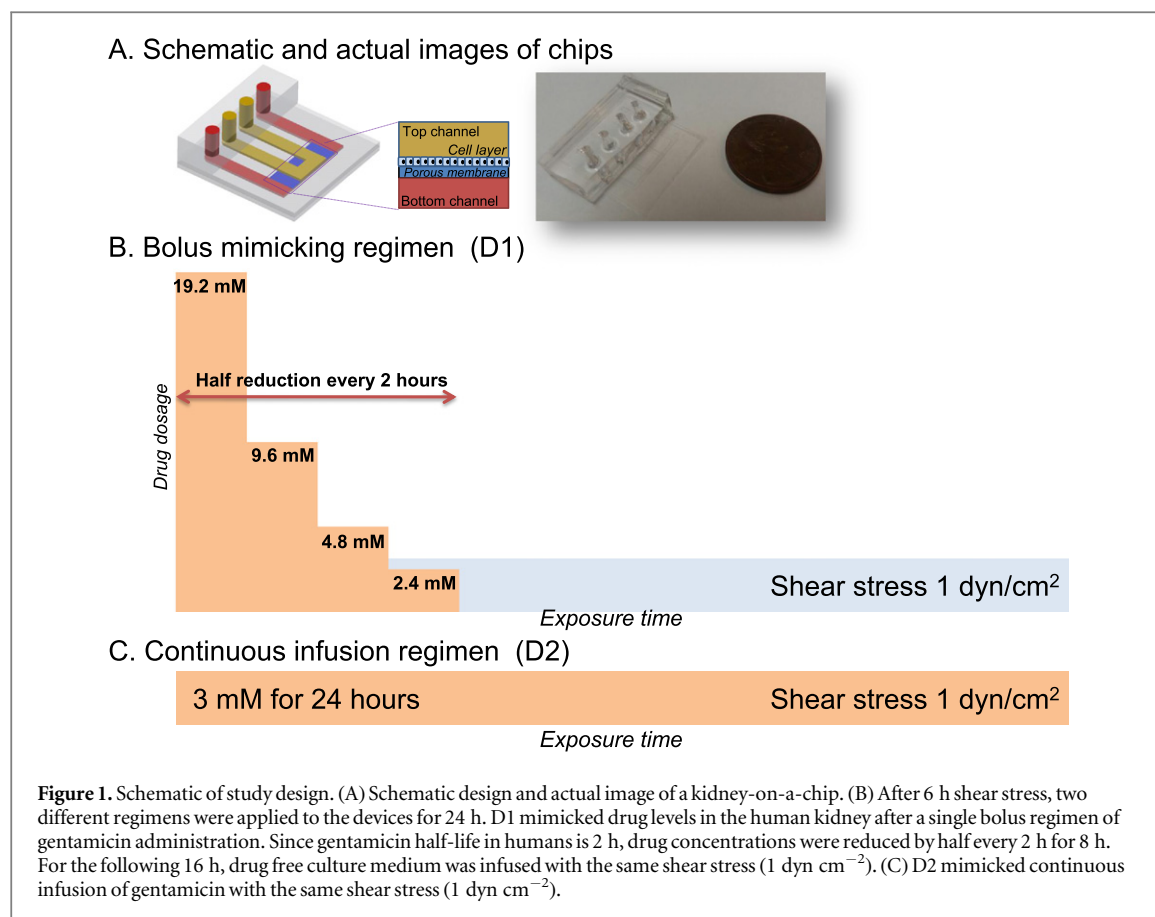 A. Schematic and actual images of chips
Top channel
Cell layer
Porous membrane
Bottom channel
B. Bolus mimicking regimen (D1)
19.2 mM
Half reduction every 2 hours
Drug dosage
9.6 mM
4.8 mM
2.4 mM
Shear stress 1 dyn/cm²
Exposure time
C. Continuous infusion regimen (D2)
3 mM for 24 hours
Shear stress 1 dyn/cm²
Exposure time
Figure 1. Schematic of study design. (A) Schematic design and actual image of a kidney-on-a-chip. (B) After 6 h shear stress, two
different regimens were applied to the devices for 24 h. D1 mimicked drug levels in the human kidney after a single bolus regimen of
gentamicin administration. Since gentamicin half-life in humans is 2 h, drug concentrations were reduced by half every 2 h for 8 h.
For the following 16 h, drug free culture medium was infused with the same shear stress (1 dyn cm⁻²). (C) D2 mimicked continuous
infusion of gentamicin with the same shear stress (1 dyn cm⁻²).